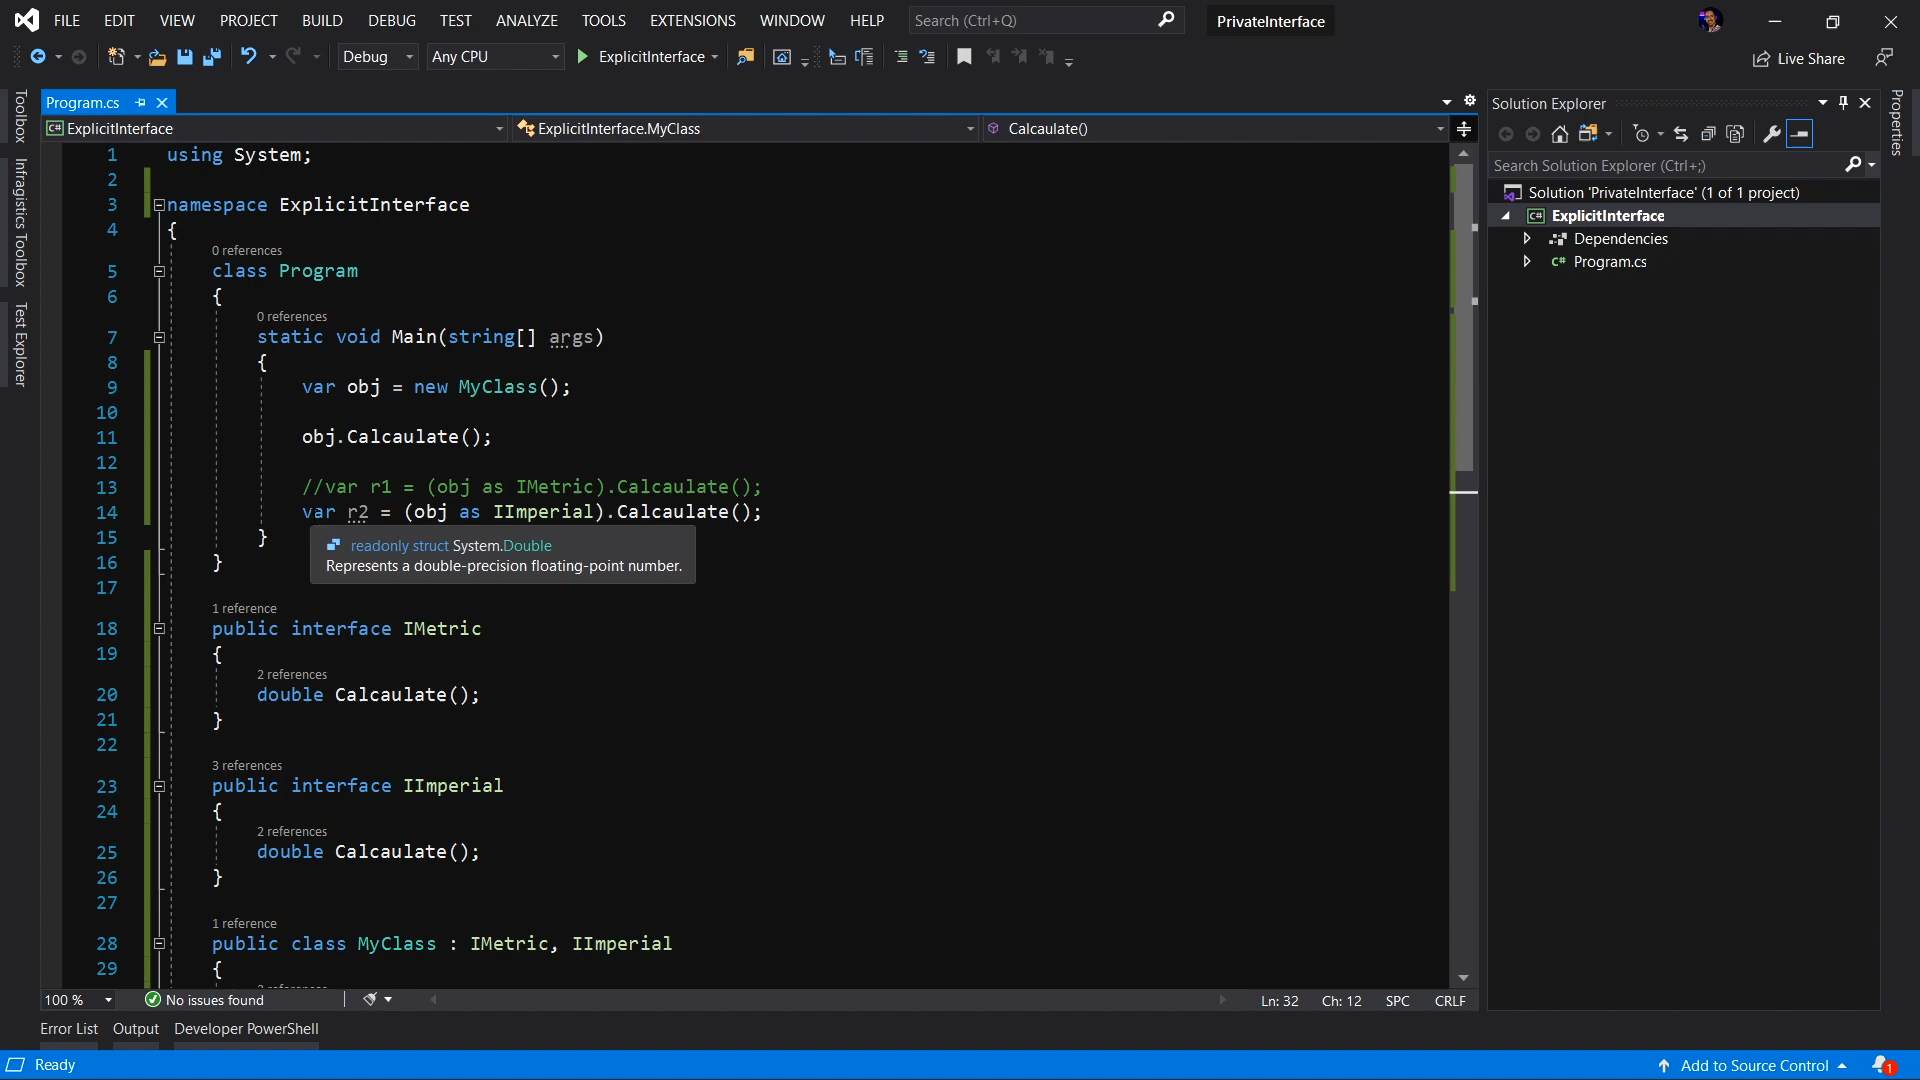 FILE EDIT VIEW PROJECT BUILD DEBUG TEST ANALYZE TOOLS EXTENSIONS WINDOW HELP Search (Ctrl+Q) PrivateInterface
Debug Any CPU ExplicitInterface Live Share
Toolbox
Infragistics Toolbox
Test Explorer
Program.cs
C# ExplicitInterface ExplicitInterface.MyClass Calcaulate()
1 using System;
2
3 namespace ExplicitInterface
4 {
0 references
5 class Program
6 {
0 references
7 static void Main(string[] args)
8 {
9 var obj = new MyClass();
10
11 obj.Calcaulate();
12
13 //var r1 = (obj as IMetric).Calcaulate();
14 var r2 = (obj as IImperial).Calcaulate();
15 }
readonly struct System.Double
Represents a double-precision floating-point number.
16 }
17
1 reference
18 public interface IMetric
19 {
2 references
20 double Calcaulate();
21 }
22
3 references
23 public interface IImperial
24 {
2 references
25 double Calcaulate();
26 }
27
1 reference
28 public class MyClass : IMetric, IImperial
29 {
100 % No issues found Ln: 32 Ch: 12 SPC CRLF
Error List Output Developer PowerShell
Ready Add to Source Control 1
Solution Explorer
Search Solution Explorer (Ctrl+;)
Solution 'PrivateInterface' (1 of 1 project)
C# ExplicitInterface
Dependencies
C# Program.cs
Properties